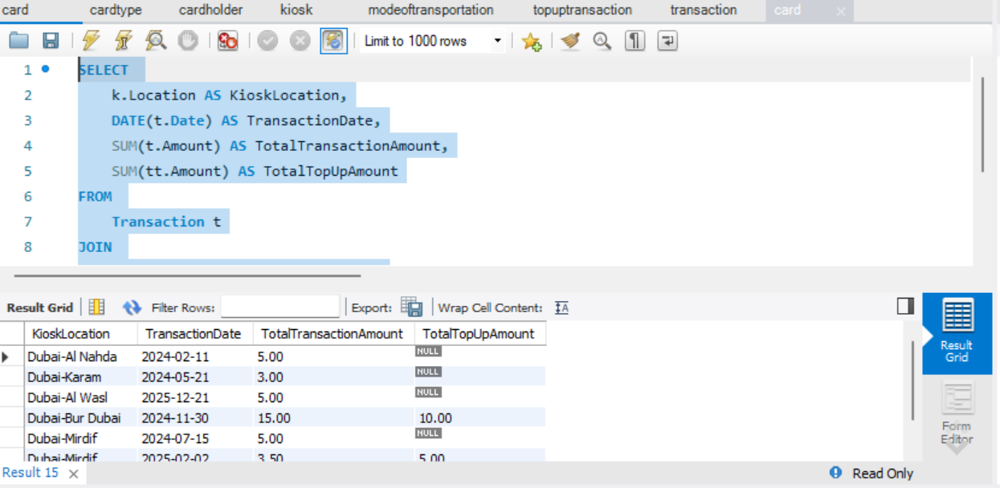 card cardtype cardholder kiosk modeoftransportation topuptransaction transaction card
Limit to 1000 rows
1 SELECT
2 k.Location AS KioskLocation,
3 DATE(t.Date) AS TransactionDate,
4 SUM(t.Amount) AS TotalTransactionAmount,
5 SUM(tt.Amount) AS TotalTopUpAmount
6 FROM
7 Transaction t
8 JOIN
Result Grid Filter Rows: Export: Wrap Cell Content: IA
KioskLocation TransactionDate TotalTransactionAmount TotalTopUpAmount
Dubai-Al Nahda 2024-02-11 5.00 NULL
Dubai-Karam 2024-05-21 3.00 NULL
Dubai-Al Wasl 2025-12-21 5.00 NULL
Dubai-Bur Dubai 2024-11-30 15.00 10.00
Dubai-Mirdif 2024-07-15 5.00 NULL
Dubai-Mirdif 2025-02-02 3.50 5.00
Result
Grid
Form
Editor
Result 15 Read Only